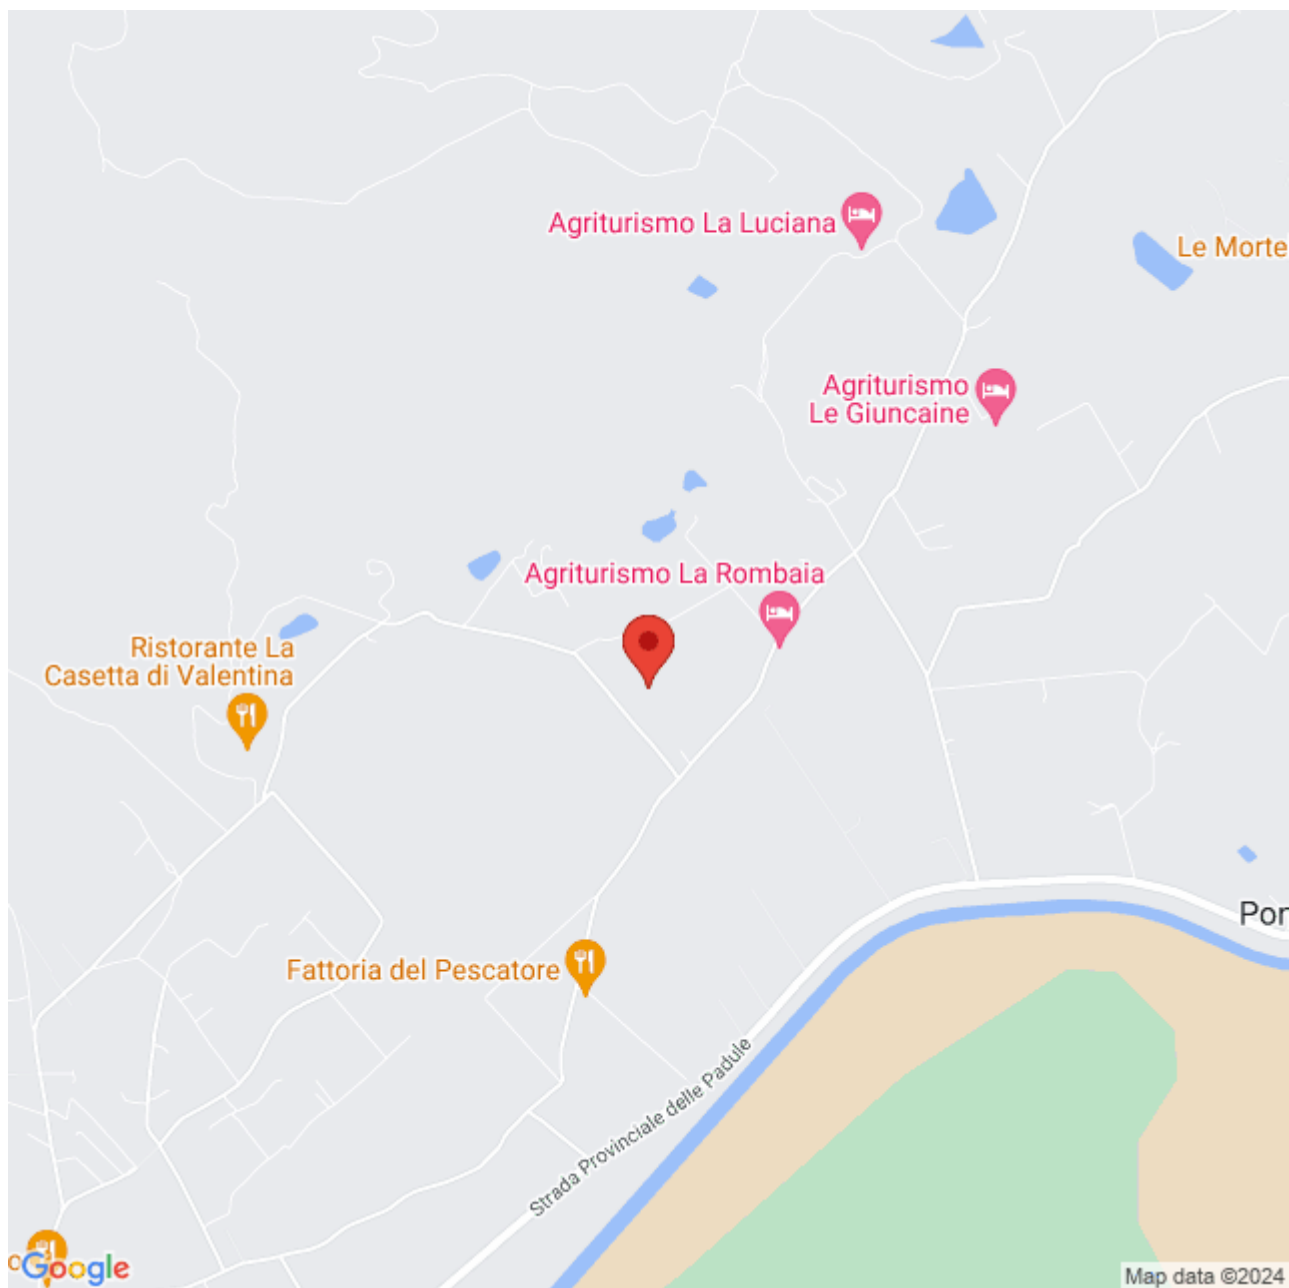 Agriturismo La Luciana
Le Morte
Agriturismo
Le Giuncaine
Agriturismo La Rombaia
Ristorante La
Casetta di Valentina
Por
Fattoria del Pescatore
Strada Provinciale delle Padule
Google
Map data ©2024